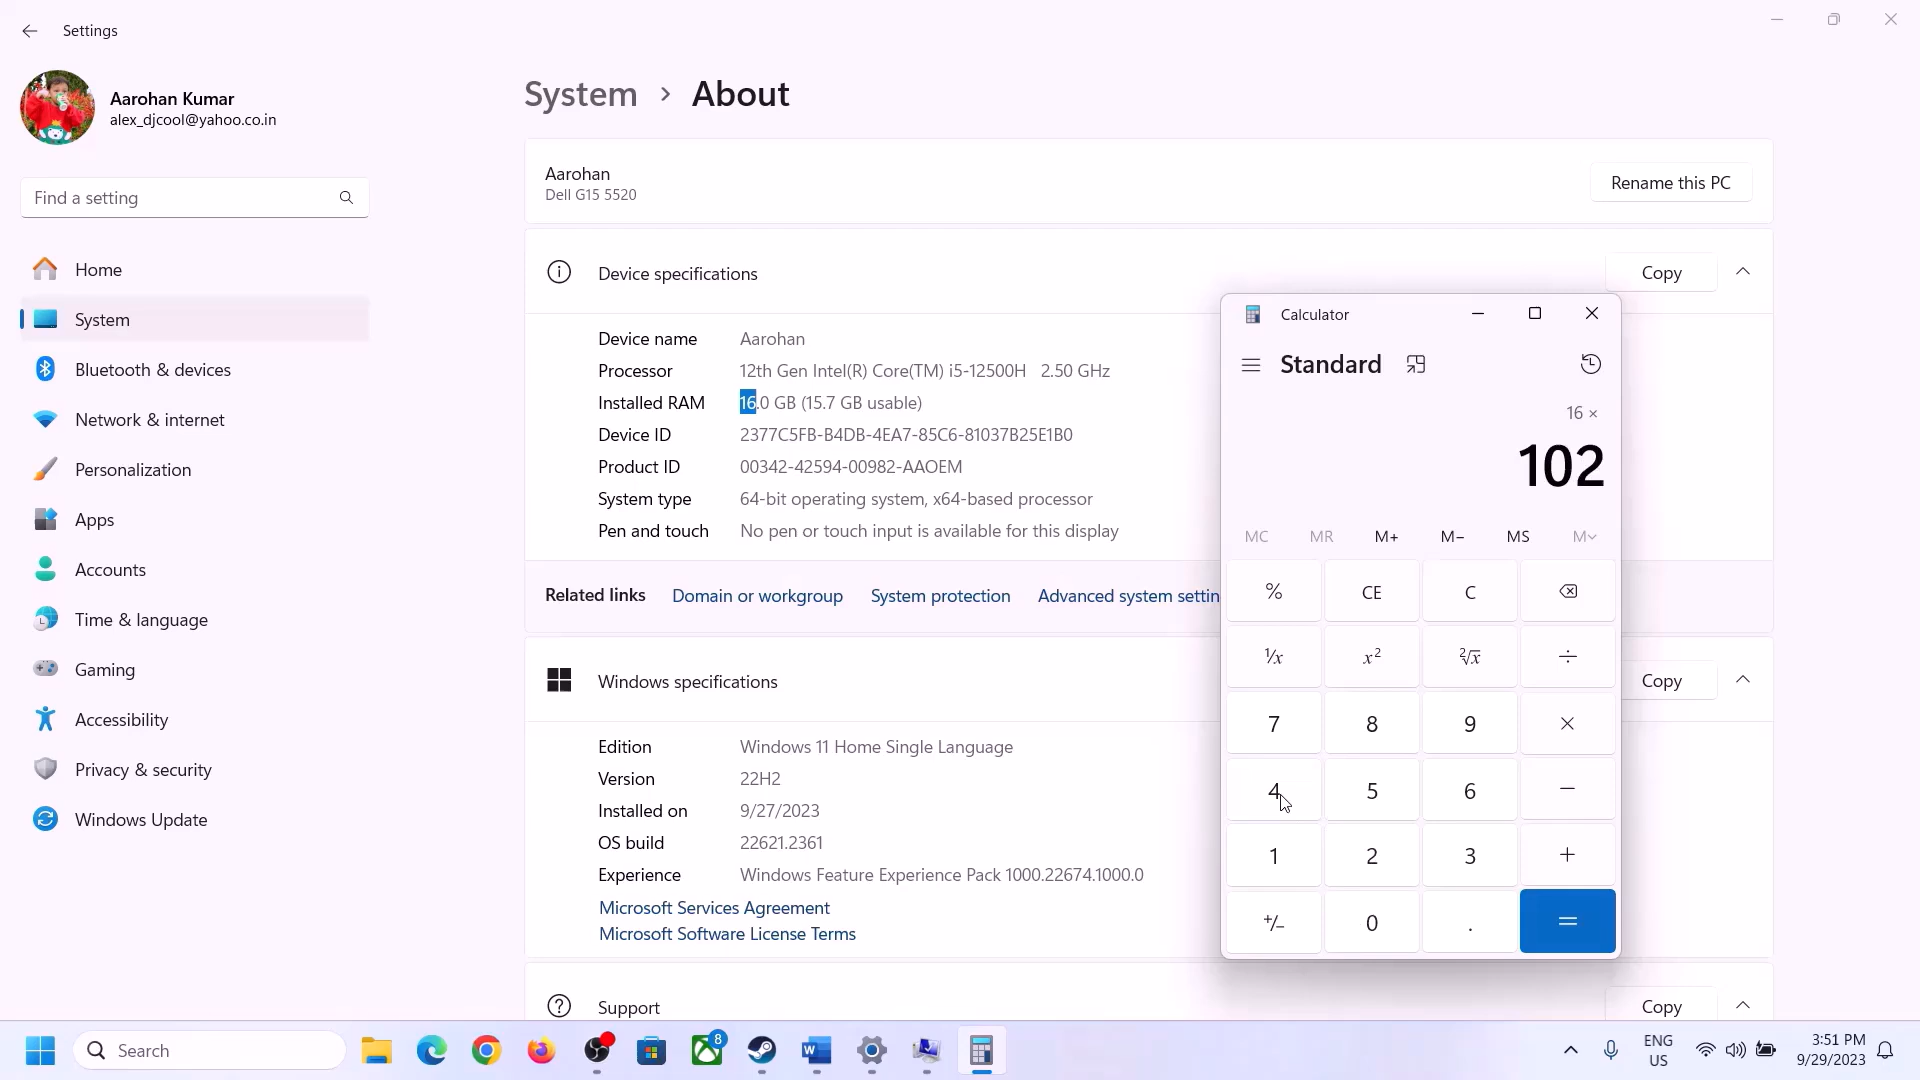 Settings
Aarohan Kumar
alex_djcool@yahoo.co.in
Find a setting
Home
System
Bluetooth & devices
Network & internet
Personalization
Apps
Accounts
Time & language
Gaming
Accessibility
Privacy & security
Windows Update
System > About
Aarohan
Dell G15 5520
Rename this PC
Device specifications
Copy
Device name Aarohan
Processor 12th Gen Intel(R) Core(TM) i5-12500H 2.50 GHz
Installed RAM 16.0 GB (15.7 GB usable)
Device ID 2377C5FB-B4DB-4EA7-85C6-81037B25E1B0
Product ID 00342-42594-00982-AAOEM
System type 64-bit operating system, x64-based processor
Pen and touch No pen or touch input is available for this display
Related links Domain or workgroup System protection Advanced system settin
Windows specifications
Copy
Edition Windows 11 Home Single Language
Version 22H2
Installed on 9/27/2023
OS build 22621.2361
Experience Windows Feature Experience Pack 1000.22674.1000.0
Microsoft Services Agreement
Microsoft Software License Terms
Support
Copy
Calculator
Standard
16 ×
102
MC MR M+ M− MS M
% CE C
1/x x² ²√x ÷
7 8 9 ×
4 5 6 −
1 2 3 +
+/− 0 . =
Search
8
W
ENG
US
3:51 PM
9/29/2023